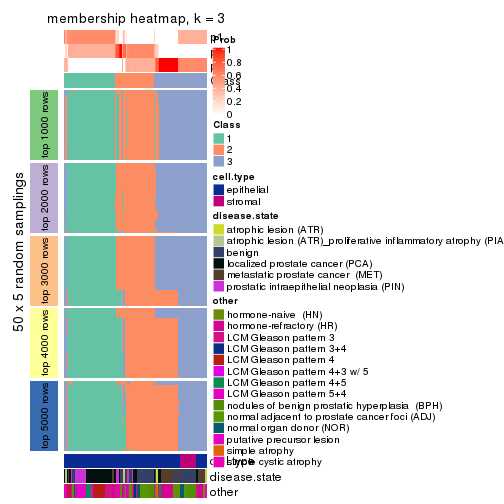 membership heatmap, k = 3
p1
Prob
1
0.8
0.6
0.4
0.2
0
Class
1
2
3
cell.type
epithelial
stromal
disease.state
atrophic lesion (ATR)
atrophic lesion (ATR)_proliferative inflammatory atrophy (PIA
benign
localized prostate cancer (PCA)
metastatic prostate cancer (MET)
prostatic intraepithelial neoplasia (PIN)
other
hormone-naive (HN)
hormone-refractory (HR)
LCM Gleason pattern 3
LCM Gleason pattern 3+4
LCM Gleason pattern 4
LCM Gleason pattern 4+3 w/ 5
LCM Gleason pattern 4+5
LCM Gleason pattern 5+4
nodules of benign prostatic hyperplasia (BPH)
normal adjacent to prostate cancer foci (ADJ)
normal organ donor (NOR)
putative precursor lesion
simple atrophy
simple cystic atrophy
50 x 5 random samplings
top 1000 rows
top 2000 rows
top 3000 rows
top 4000 rows
top 5000 rows
disease.state
other